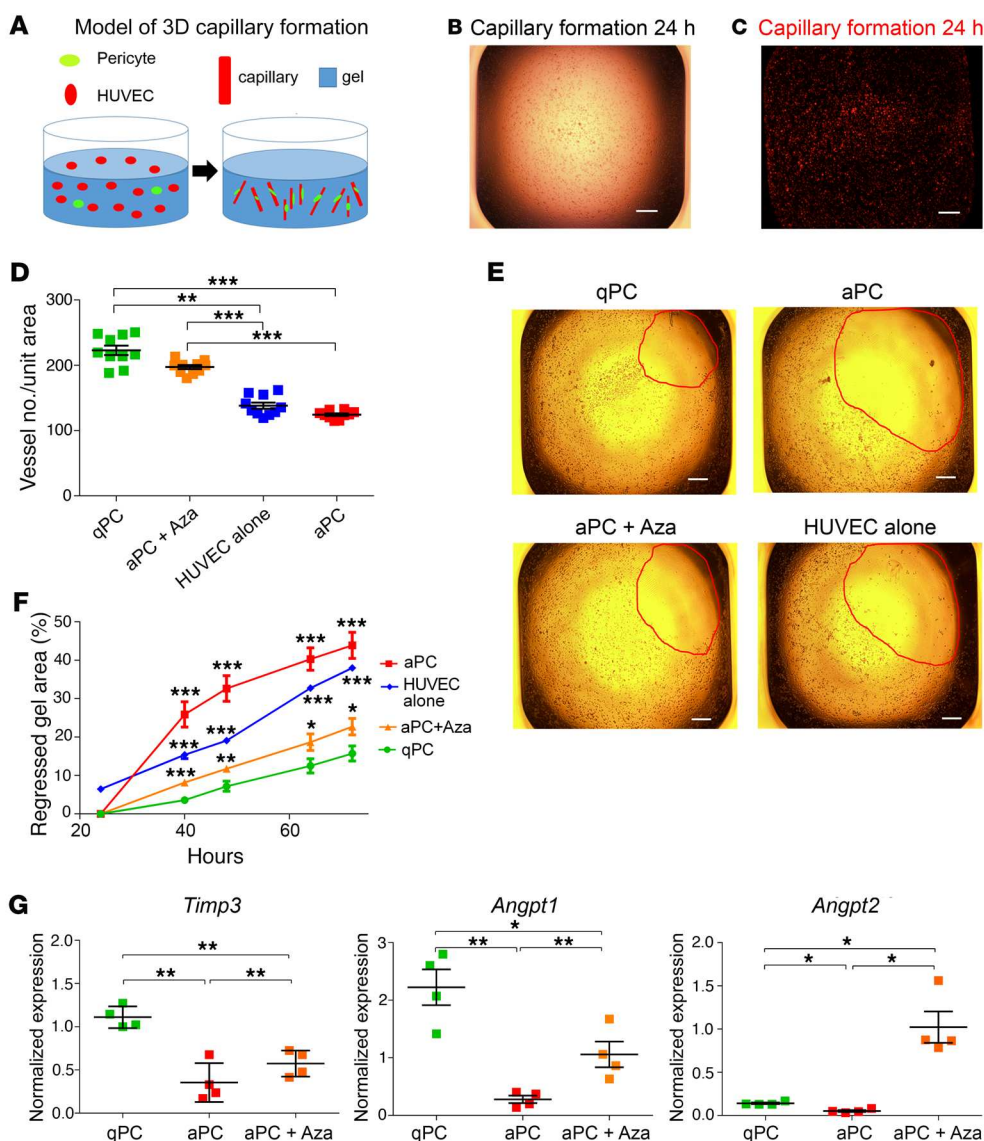 A
Model of 3D capillary formation
Pericyte
HUVEC
capillary
gel
B Capillary formation 24 h
C Capillary formation 24 h
D
***
**
***
***
Vessel no./unit area
300
200
100
0
qPC
aPC + Aza
HUVEC alone
aPC
E
qPC
aPC
aPC + Aza
HUVEC alone
F
Regressed gel area (%)
50
40
30
20
10
0
20
40
60
Hours
***
***
***
***
***
***
***
***
***
**
*
*
aPC
HUVEC
alone
aPC+Aza
qPC
G
Timp3
Normalized expression
2.0
1.5
1.0
0.5
0.0
**
**
**
qPC
aPC
aPC + Aza
Angpt1
Normalized expression
3
2
1
0
*
**
**
qPC
aPC
aPC + Aza
Angpt2
Normalized expression
2.0
1.5
1.0
0.5
0.0
*
*
*
qPC
aPC
aPC + Aza